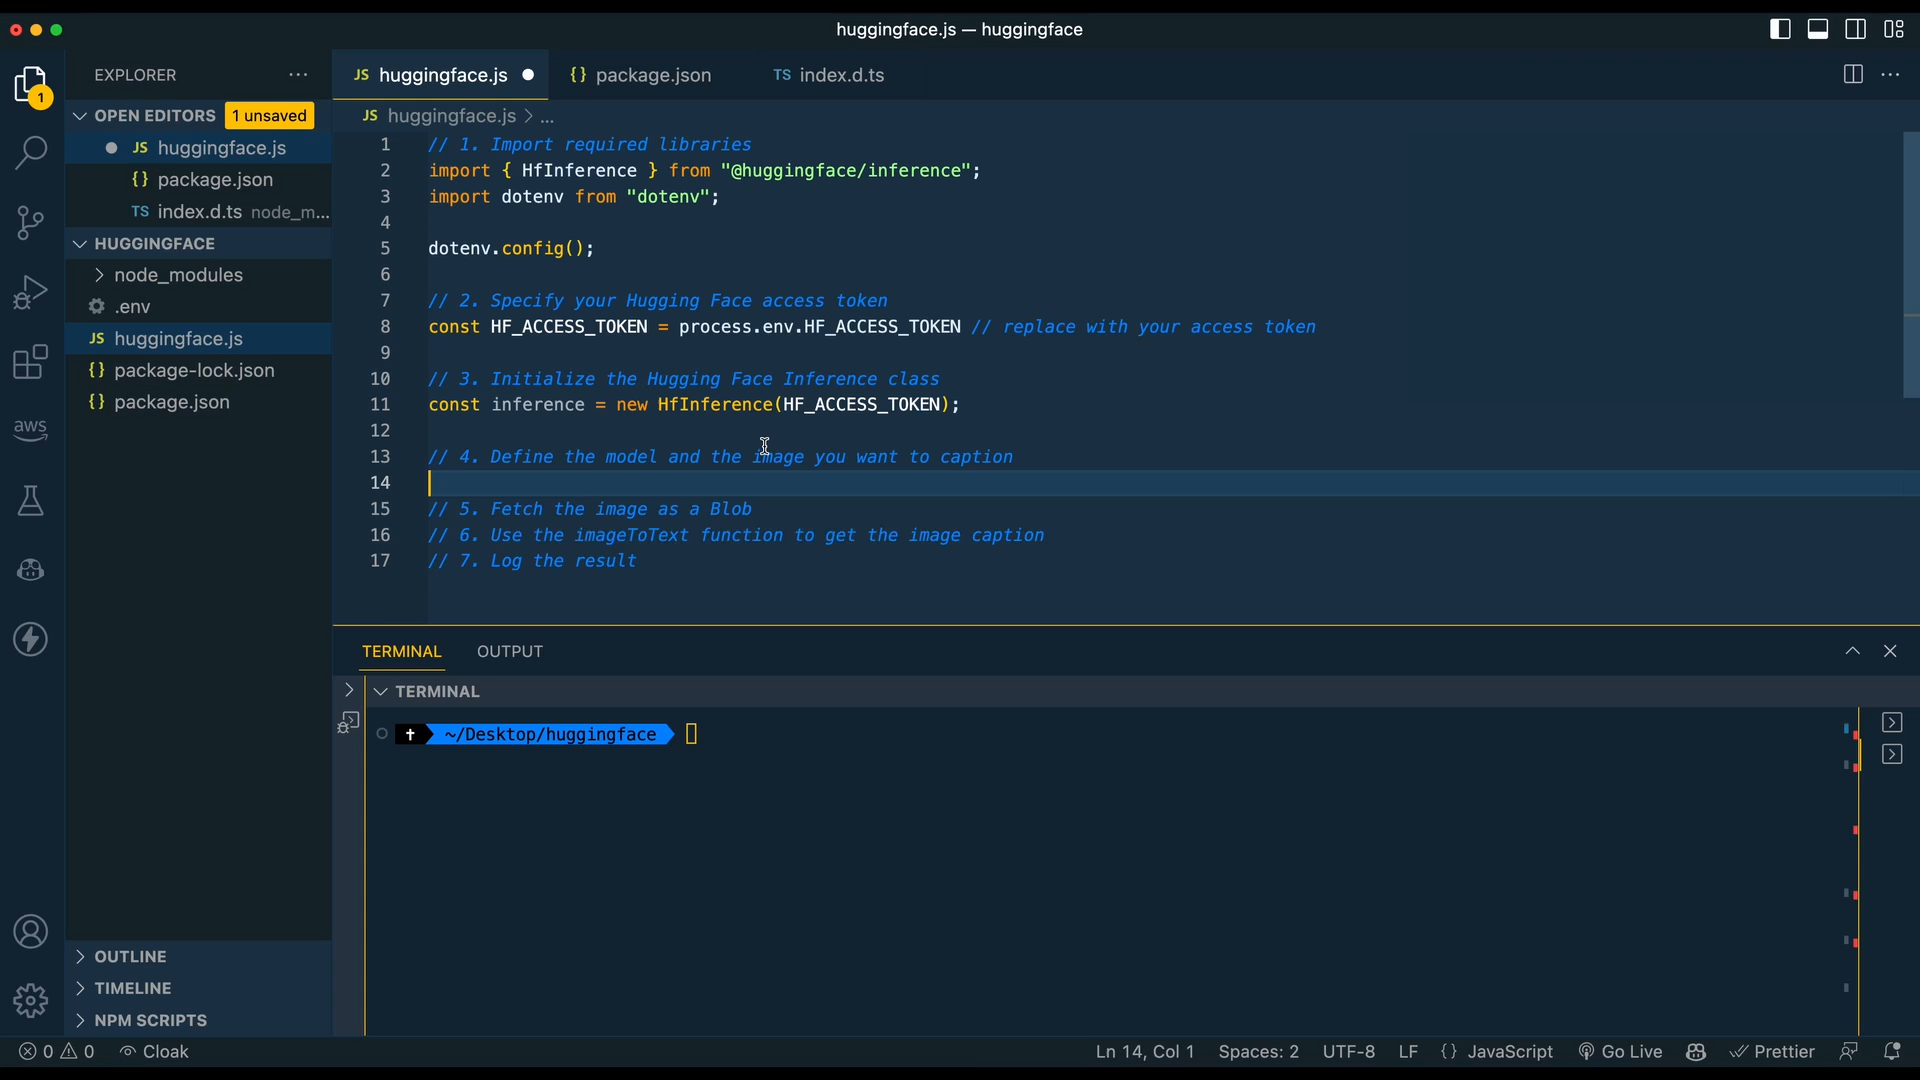 huggingface.js — huggingface
EXPLORER
OPEN EDITORS 1 unsaved
JS huggingface.js
{} package.json
TS index.d.ts node_m...
HUGGINGFACE
node_modules
.env
JS huggingface.js
{} package-lock.json
{} package.json
OUTLINE
TIMELINE
NPM SCRIPTS
1
aws
JS huggingface.js
{} package.json
TS index.d.ts
JS huggingface.js > ...
1 // 1. Import required libraries
2 import { HfInference } from "@huggingface/inference";
3 import dotenv from "dotenv";
4
5 dotenv.config();
6
7 // 2. Specify your Hugging Face access token
8 const HF_ACCESS_TOKEN = process.env.HF_ACCESS_TOKEN // replace with your access token
9
10 // 3. Initialize the Hugging Face Inference class
11 const inference = new HfInference(HF_ACCESS_TOKEN);
12
13 // 4. Define the model and the image you want to caption
14
15 // 5. Fetch the image as a Blob
16 // 6. Use the imageToText function to get the image caption
17 // 7. Log the result
TERMINAL OUTPUT
TERMINAL
~/Desktop/huggingface
0 0 Cloak Ln 14, Col 1 Spaces: 2 UTF-8 LF {} JavaScript Go Live Prettier